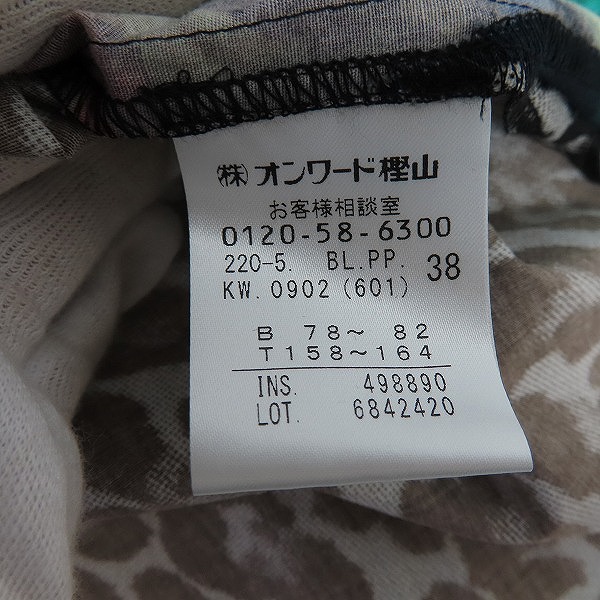 (株)オンワード樫山
お客様相談室
0120-58-6300
220-5. BL.PP. 38
KW.0902(601)
B 78～ 82
T158～164
INS. 498890
LOT. 6842420